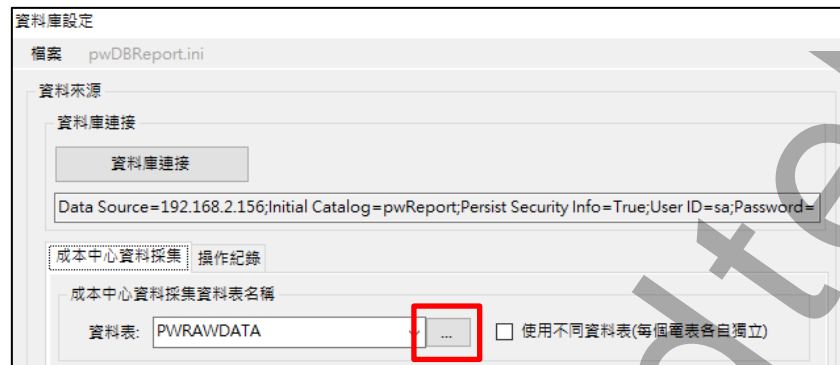 資料庫設定
檔案 pwDBReport.ini
資料來源
資料庫連接
資料庫連接
Data Source=192.168.2.156;Initial Catalog=pwReport;Persist Security Info=True;User ID=sa;Password=
成本中心資料採集 操作紀錄
成本中心資料採集資料表名稱
資料表: PWRAWDATA ... 使用不同資料表(每個電表各自獨立)